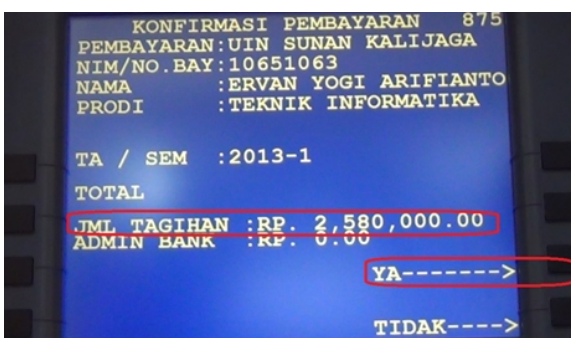 KONFIRMASI PEMBAYARAN 875
PEMBAYARAN:UIN SUNAN KALIJAGA
NIM/NO.BAY:10651063
NAMA :ERVAN YOGI ARIFIANTO
PRODI :TEKNIK INFORMATIKA
TA / SEM :2013-1
TOTAL
JML TAGIHAN :RP. 2,580,000.00
ADMIN BANK :RP. 0.00
YA------->
TIDAK---->